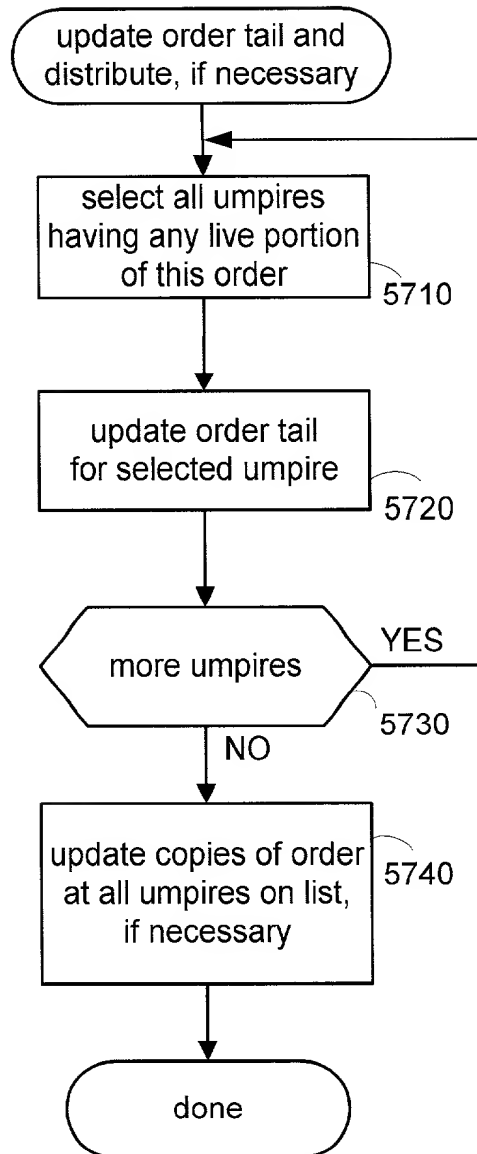 update order tail and
distribute, if necessary
select all umpires
having any live portion
of this order
5710
update order tail
for selected umpire
5720
more umpires
YES
5730
NO
update copies of order
at all umpires on list,
if necessary
5740
done